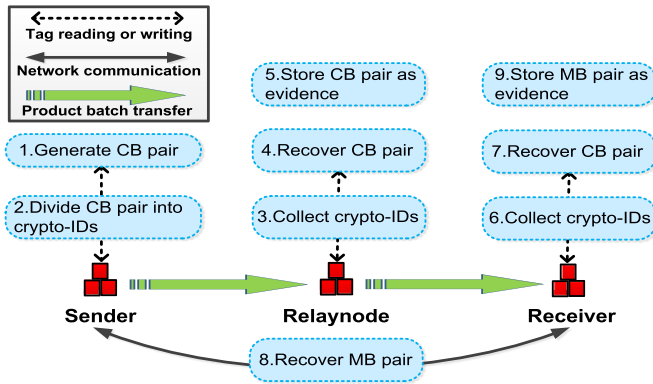 Tag reading or writing
Network communication
Product batch transfer
1.Generate CB pair
2.Divide CB pair into
crypto-IDs
Sender
5.Store CB pair as
evidence
4.Recover CB pair
3.Collect crypto-IDs
Relaynode
9.Store MB pair as
evidence
7.Recover CB pair
6.Collect crypto-IDs
Receiver
8.Recover MB pair